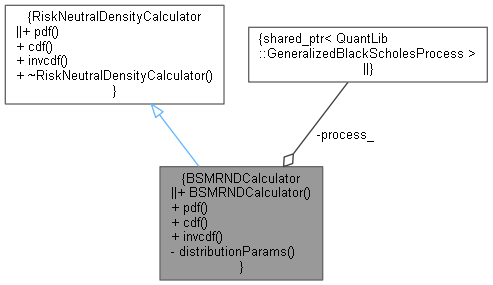 {RiskNeutralDensityCalculator
||+ pdf()
+ cdf()
+ invcdf()
+ ~RiskNeutralDensityCalculator()
}
{shared_ptr< QuantLib
::GeneralizedBlackScholesProcess >
||}
-process_
{BSMRNDCalculator
||+ BSMRNDCalculator()
+ pdf()
+ cdf()
+ invcdf()
- distributionParams()
}